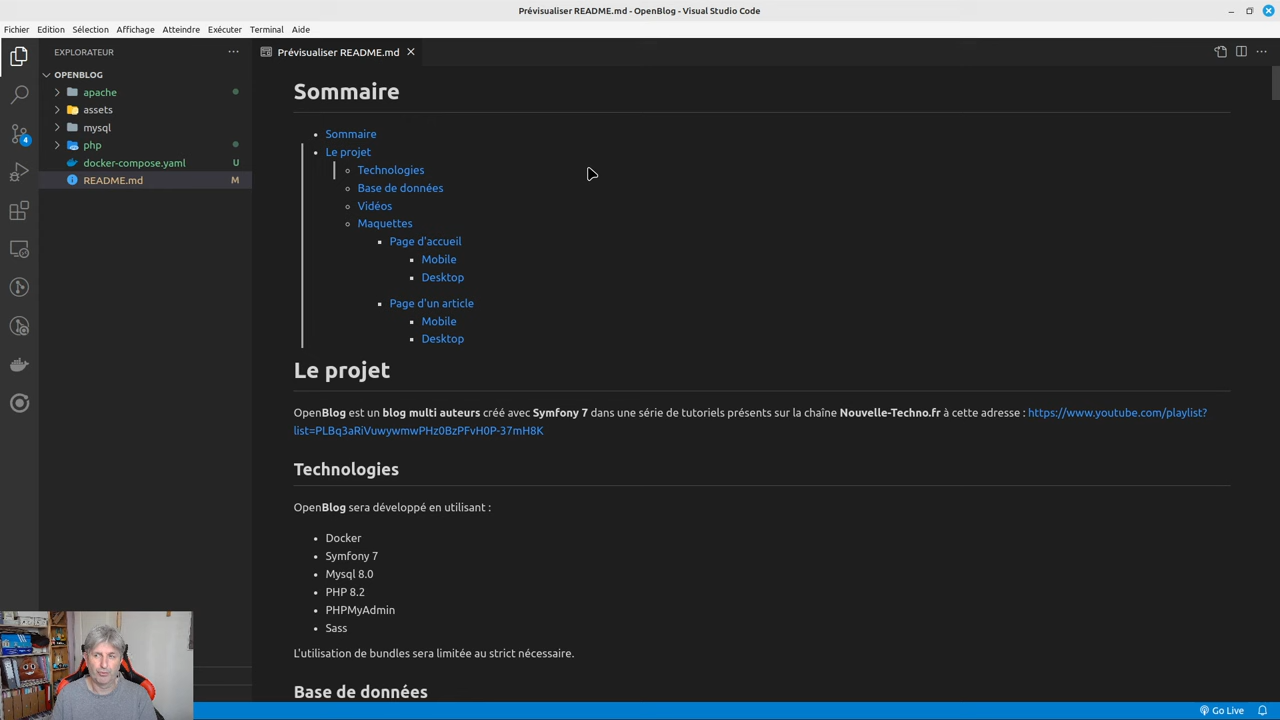 Prévisualiser README.md - OpenBlog - Visual Studio Code
Fichier Edition Sélection Affichage Atteindre Exécuter Terminal Aide
EXPLORATEUR
Prévisualiser README.md
OPENBLOG
apache
assets
mysql
php
docker-compose.yaml U
README.md M
4
Sommaire
Sommaire
Le projet
Technologies
Base de données
Vidéos
Maquettes
Page d'accueil
Mobile
Desktop
Page d'un article
Mobile
Desktop
Le projet
OpenBlog est un blog multi auteurs créé avec Symfony 7 dans une série de tutoriels présents sur la chaîne Nouvelle-Techno.fr à cette adresse : https://www.youtube.com/playlist?
list=PLBq3aRiVuwywmwPHz0BzPFvH0P-37mH8K
Technologies
OpenBlog sera développé en utilisant :
Docker
Symfony 7
Mysql 8.0
PHP 8.2
PHPMyAdmin
Sass
L'utilisation de bundles sera limitée au strict nécessaire.
Base de données
Go Live